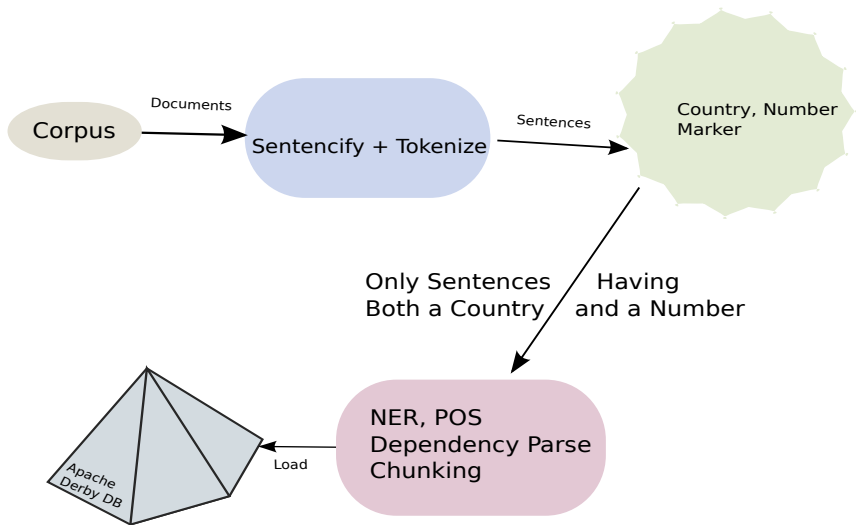 Documents
Corpus
Sentencify + Tokenize
Sentences
Country, Number
Marker
Only Sentences Having
Both a Country and a Number
NER, POS
Dependency Parse
Chunking
Load
Apache
Derby DB